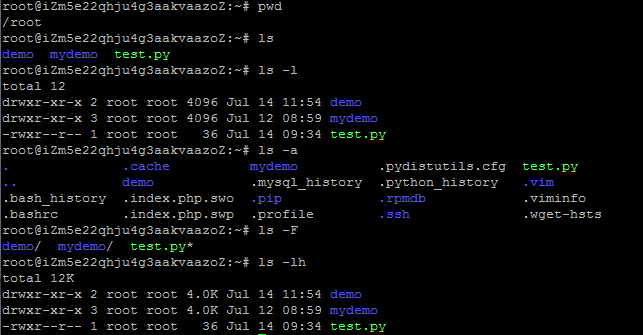 root@iZm5e22qhju4g3aakvaazoZ:~# pwd
/root
root@iZm5e22qhju4g3aakvaazoZ:~# ls
demo  mydemo  test.py
root@iZm5e22qhju4g3aakvaazoZ:~# ls -l
total 12
drwxr-xr-x 2 root root 4096 Jul 14 11:54 demo
drwxr-xr-x 3 root root 4096 Jul 12 08:59 mydemo
-rwxr--r-- 1 root root   36 Jul 14 09:34 test.py
root@iZm5e22qhju4g3aakvaazoZ:~# ls -a
.              .cache          mydemo          .pydistutils.cfg  test.py
..             demo            .mysql_history  .python_history   .vim
.bash_history  .index.php.swo  .pip            .rpmdb            .viminfo
.bashrc        .index.php.swp  .profile        .ssh              .wget-hsts
root@iZm5e22qhju4g3aakvaazoZ:~# ls -F
demo/  mydemo/  test.py*
root@iZm5e22qhju4g3aakvaazoZ:~# ls -lh
total 12K
drwxr-xr-x 2 root root 4.0K Jul 14 11:54 demo
drwxr-xr-x 3 root root 4.0K Jul 12 08:59 mydemo
-rwxr--r-- 1 root root   36 Jul 14 09:34 test.py